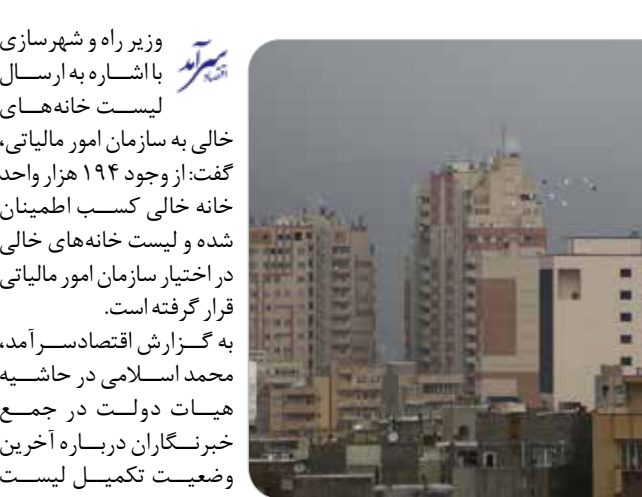 سرآمد
اقتصاد
وزیر راه و شهرسازی
با اشاره به ارسال
لیست خانه‌های
خالی به سازمان امور مالیاتی،
گفت: از وجود ۱۹۴ هزار واحد
خانه خالی کسب اطمینان
شده و لیست خانه‌های خالی
در اختیار سازمان امور مالیاتی
قرار گرفته است.
به گزارش اقتصادسرآمد،
محمد اسلامی در حاشیه
هیات دولت در جمع
خبرنگاران درباره آخرین
وضعیت تکمیل لیست